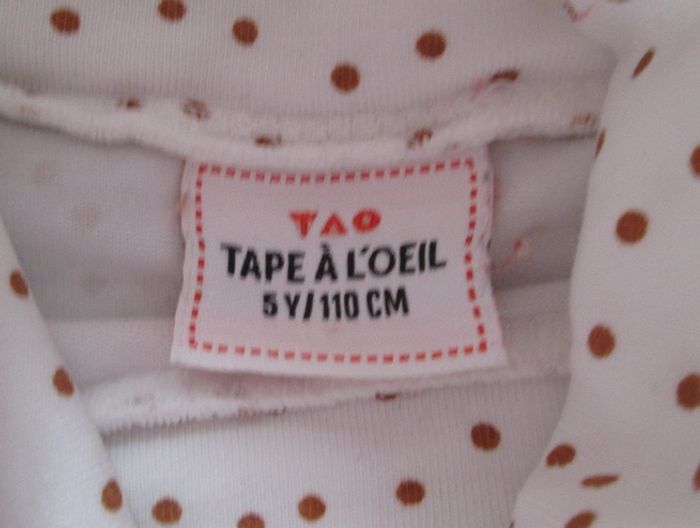 TAO
TAPE À L'OEIL
5 Y/110 CM